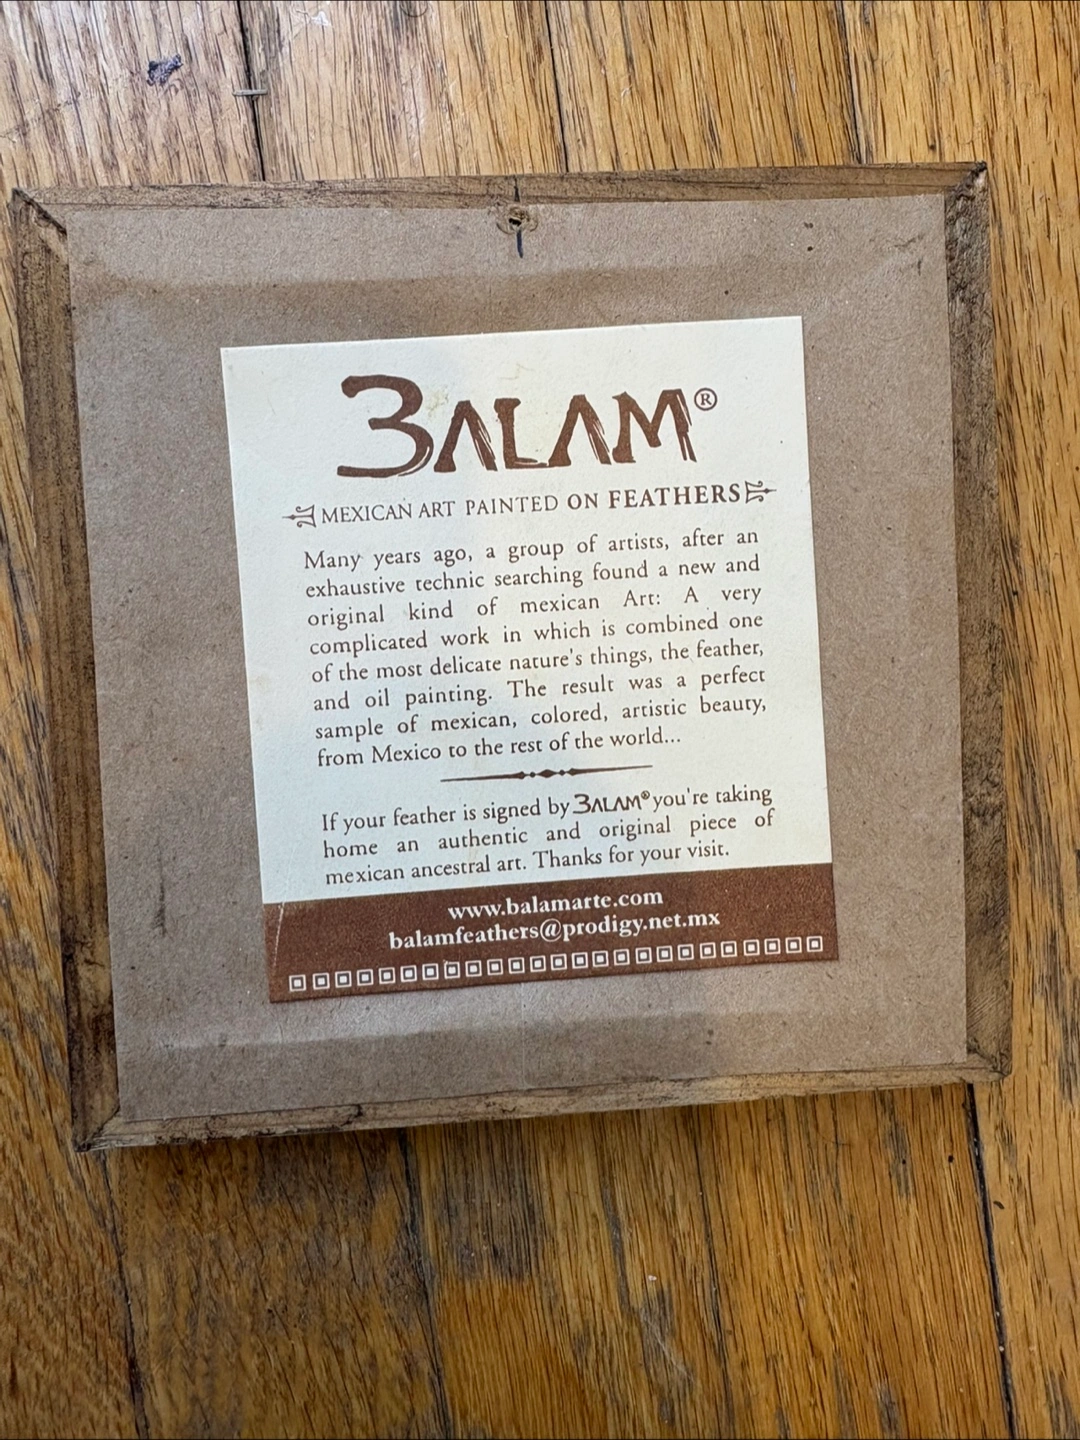 BALAM®
MEXICAN ART PAINTED ON FEATHERS
Many years ago, a group of artists, after an
exhaustive technic searching found a new and
original kind of mexican Art: A very
complicated work in which is combined one
of the most delicate nature's things, the feather,
and oil painting. The result was a perfect
sample of mexican, colored, artistic beauty,
from Mexico to the rest of the world...
If your feather is signed by BALAM® you're taking
home an authentic and original piece of
mexican ancestral art. Thanks for your visit.
www.balamarte.com
balamfeathers@prodigy.net.mx